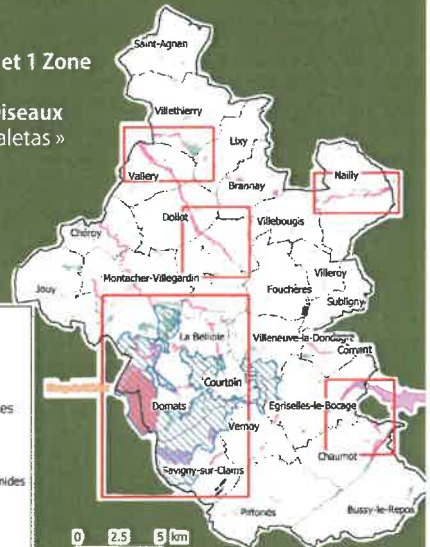 et 1 Zone
iseaux
aletas »
Saint-Agnan
Villethierry
Lixy
Vallery
Brannay
Nailly
Dollot
Villebougis
Chéroy
Montacher-Villegardin
Villeroy
Jouy
Fouchères
Subligny
La Belliole
Villeneuve-la-Dondagre
Cornant
Courtoin
Domats
Egriselles-le-Bocage
Vernoy
Chaumot
Savigny-sur-Clairis
Piffonds
Bussy-le-Repos
es
nides
0 2.5 5 km